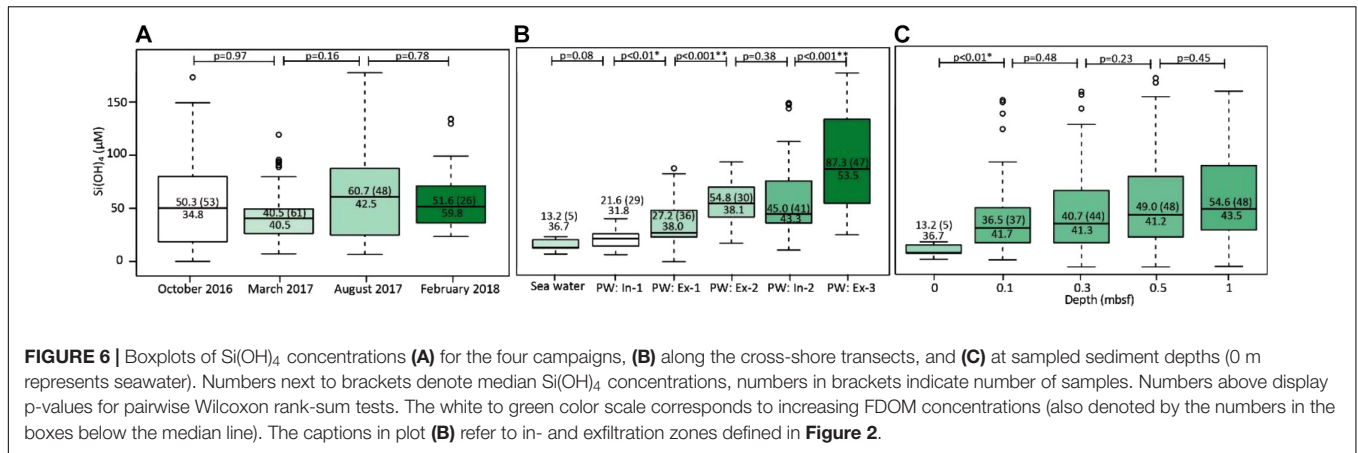 A B C
p=0.97 p=0.16 p=0.78
p=0.08 p<0.01* p<0.001** p=0.38 p<0.001**
p<0.01* p=0.48 p=0.23 p=0.45
Si(OH)₄ (µM)
150
100
50
0
50.3 (53)
34.8
40.5 (61)
40.5
60.7 (48)
42.5
51.6 (26)
59.8
October 2016 March 2017 August 2017 February 2018
13.2 (5)
36.7
21.6 (29)
31.8
27.2 (36)
38.0
54.8 (30)
38.1
45.0 (41)
43.3
87.3 (47)
53.5
Sea water PW: In-1 PW: Ex-1 PW: Ex-2 PW: In-2 PW: Ex-3
13.2 (5)
36.7
36.5 (37)
41.7
40.7 (44)
41.3
49.0 (48)
41.2
54.6 (48)
43.5
0 0.1 0.3 0.5 1
Depth (mbsf)
FIGURE 6 | Boxplots of Si(OH)₄ concentrations (A) for the four campaigns, (B) along the cross-shore transects, and (C) at sampled sediment depths (0 m
represents seawater). Numbers next to brackets denote median Si(OH)₄ concentrations, numbers in brackets indicate number of samples. Numbers above display
p-values for pairwise Wilcoxon rank-sum tests. The white to green color scale corresponds to increasing FDOM concentrations (also denoted by the numbers in the
boxes below the median line). The captions in plot (B) refer to in- and exfiltration zones defined in Figure 2.